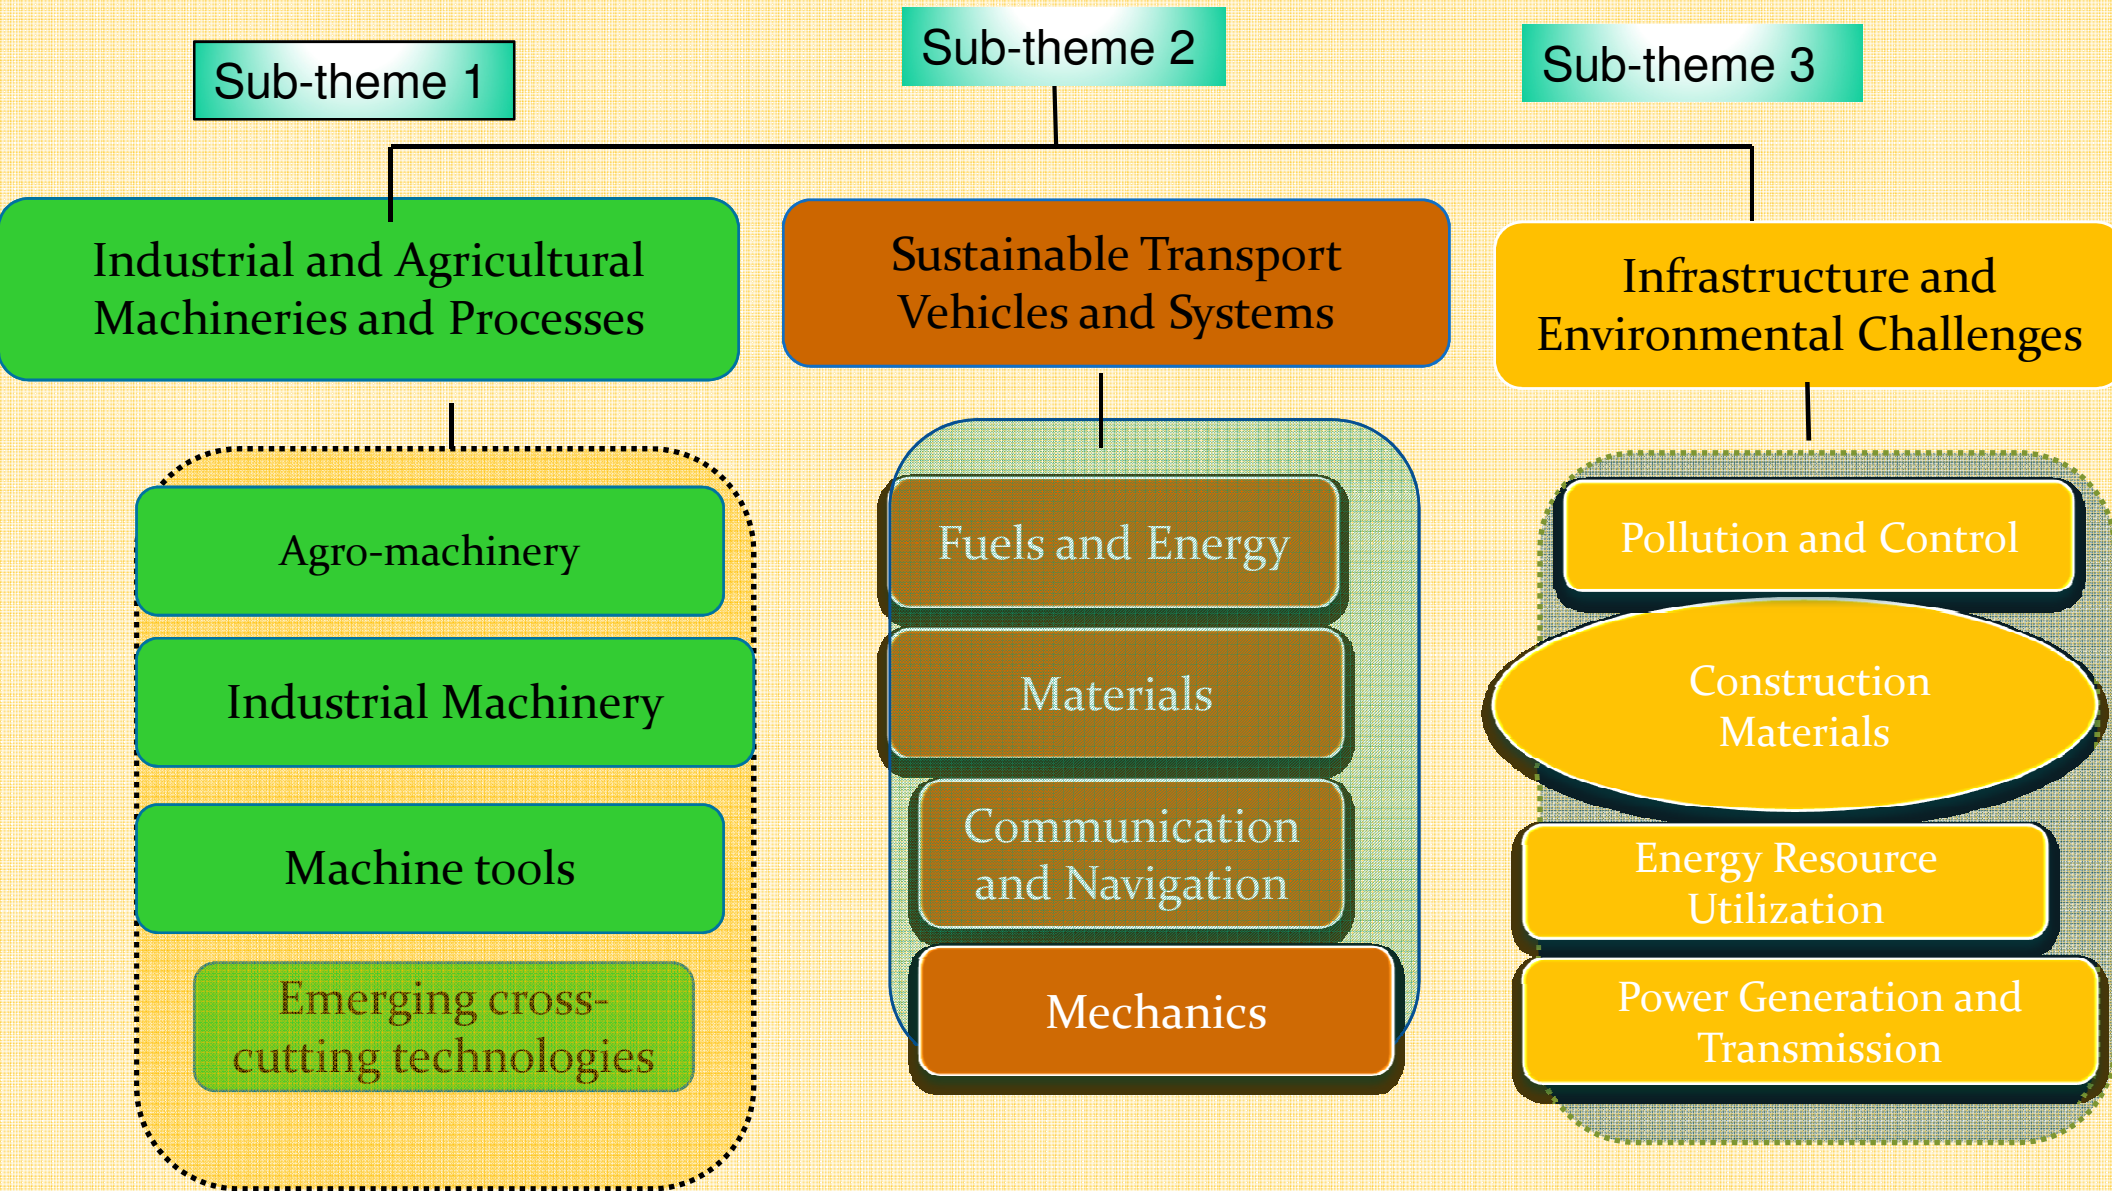 Sub-theme 1
Sub-theme 2
Sub-theme 3
Industrial and Agricultural
Machineries and Processes
Sustainable Transport
Vehicles and Systems
Infrastructure and
Environmental Challenges
Agro-machinery
Industrial Machinery
Machine tools
Emerging cross-
cutting technologies
Fuels and Energy
Materials
Communication
and Navigation
Mechanics
Pollution and Control
Construction
Materials
Energy Resource
Utilization
Power Generation and
Transmission